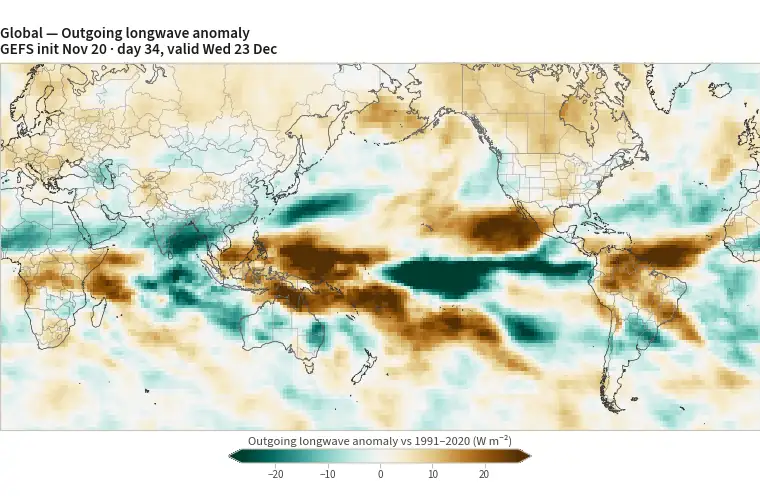 Global — Outgoing longwave anomaly
GEFS init Nov 20 · day 34, valid Wed 23 Dec
Outgoing longwave anomaly vs 1991–2020 (W m⁻²)
−20 −10 0 10 20